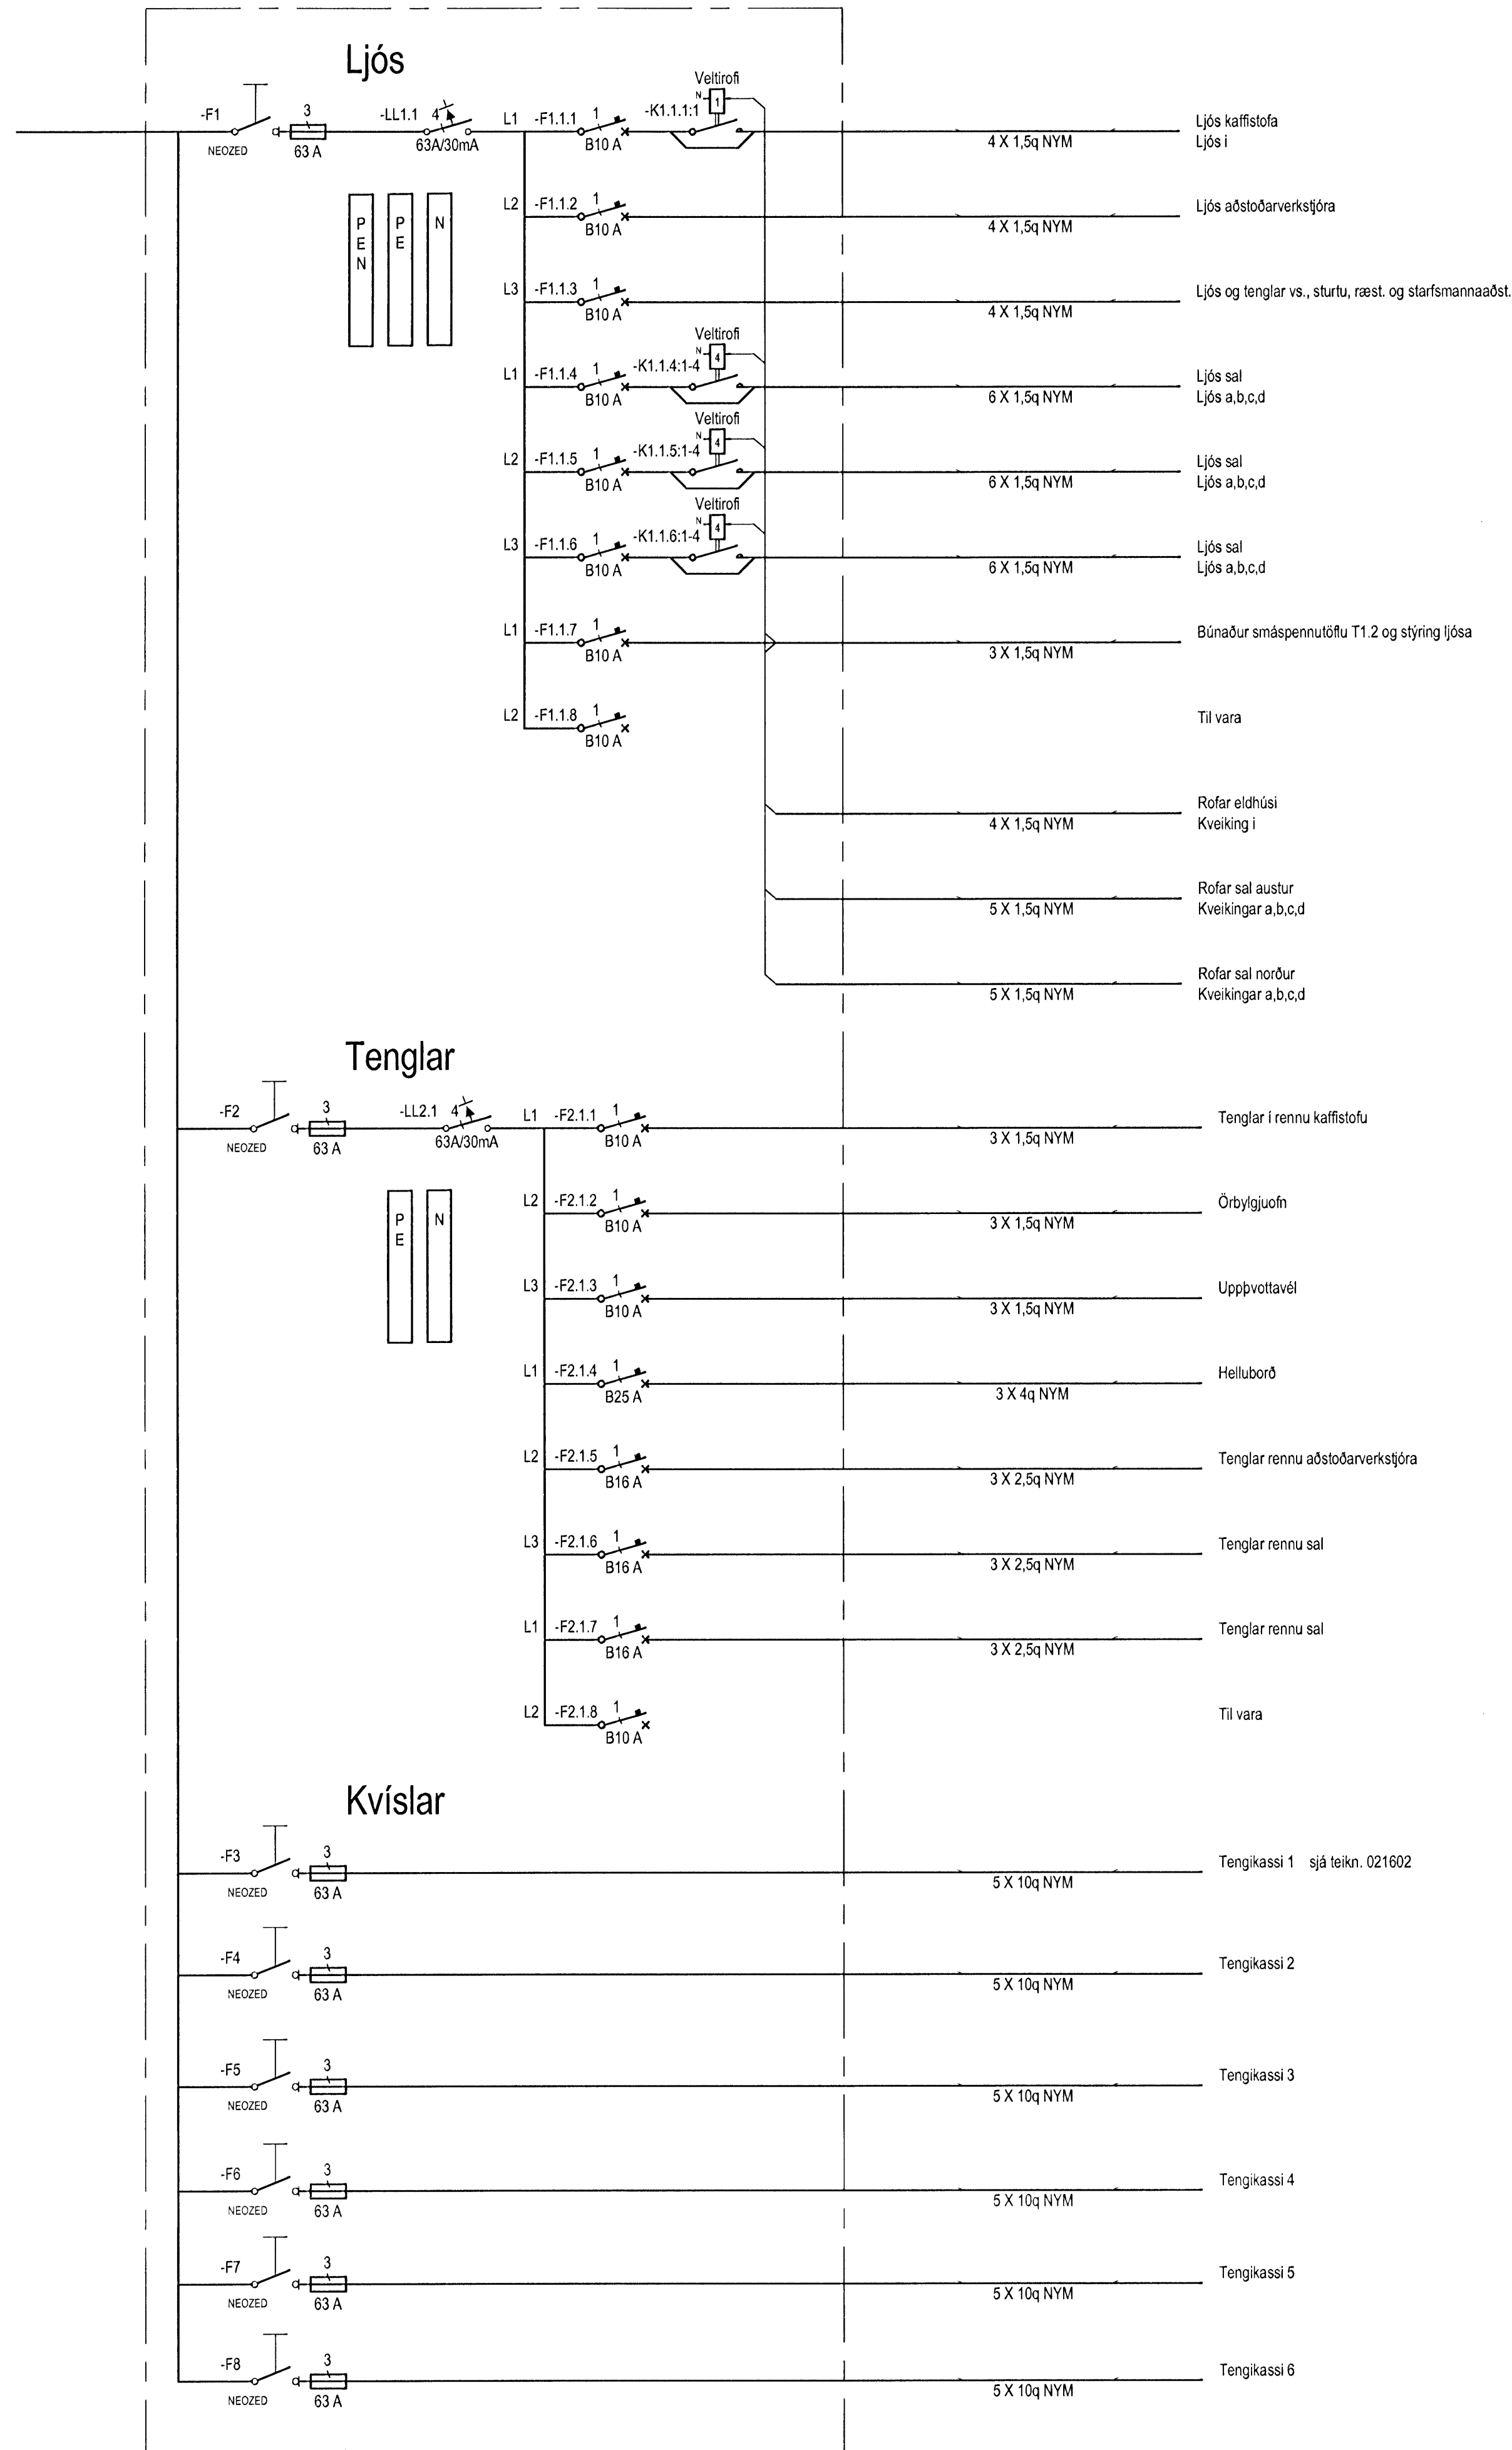 Ljós
Veltirofi
-F1
3
-LL1.1
4
L1
-F1.1.1
1
-K1.1.1:1
N
1
NEOZED
63 A
63A/30mA
B10 A
4 X 1,5q NYM
Ljós kaffistofa
Ljós i
P
E
N
P
E
N
L2
-F1.1.2
1
B10 A
4 X 1,5q NYM
Ljós aðstoðarverkstjóra
L3
-F1.1.3
1
B10 A
4 X 1,5q NYM
Ljós og tenglar vs., sturtu, ræst. og starfsmannaaðst.
Veltirofi
L1
-F1.1.4
1
-K1.1.4:1-4
N
4
B10 A
6 X 1,5q NYM
Ljós sal
Ljós a,b,c,d
Veltirofi
L2
-F1.1.5
1
-K1.1.5:1-4
N
4
B10 A
6 X 1,5q NYM
Ljós sal
Ljós a,b,c,d
Veltirofi
L3
-F1.1.6
1
-K1.1.6:1-4
N
4
B10 A
6 X 1,5q NYM
Ljós sal
Ljós a,b,c,d
L1
-F1.1.7
1
B10 A
3 X 1,5q NYM
Búnaður smáspennutöflu T1.2 og stýring ljósa
L2
-F1.1.8
1
B10 A
Til vara
4 X 1,5q NYM
Rofar eldhúsi
Kveiking i
5 X 1,5q NYM
Rofar sal austur
Kveikingar a,b,c,d
5 X 1,5q NYM
Rofar sal norður
Kveikingar a,b,c,d
Tenglar
-F2
3
-LL2.1
4
L1
-F2.1.1
1
NEOZED
63 A
63A/30mA
B10 A
3 X 1,5q NYM
Tenglar í rennu kaffistofu
P
E
N
L2
-F2.1.2
1
B10 A
3 X 1,5q NYM
Örbylgjuofn
L3
-F2.1.3
1
B10 A
3 X 1,5q NYM
Uppþvottavél
L1
-F2.1.4
1
B25 A
3 X 4q NYM
Helluborð
L2
-F2.1.5
1
B16 A
3 X 2,5q NYM
Tenglar rennu aðstoðarverkstjóra
L3
-F2.1.6
1
B16 A
3 X 2,5q NYM
Tenglar rennu sal
L1
-F2.1.7
1
B16 A
3 X 2,5q NYM
Tenglar rennu sal
L2
-F2.1.8
1
B10 A
Til vara
Kvíslar
-F3
3
NEOZED
63 A
5 X 10q NYM
Tengikassi 1 sjá teikn. 021602
-F4
3
NEOZED
63 A
5 X 10q NYM
Tengikassi 2
-F5
3
NEOZED
63 A
5 X 10q NYM
Tengikassi 3
-F6
3
NEOZED
63 A
5 X 10q NYM
Tengikassi 4
-F7
3
NEOZED
63 A
5 X 10q NYM
Tengikassi 5
-F8
3
NEOZED
63 A
5 X 10q NYM
Tengikassi 6